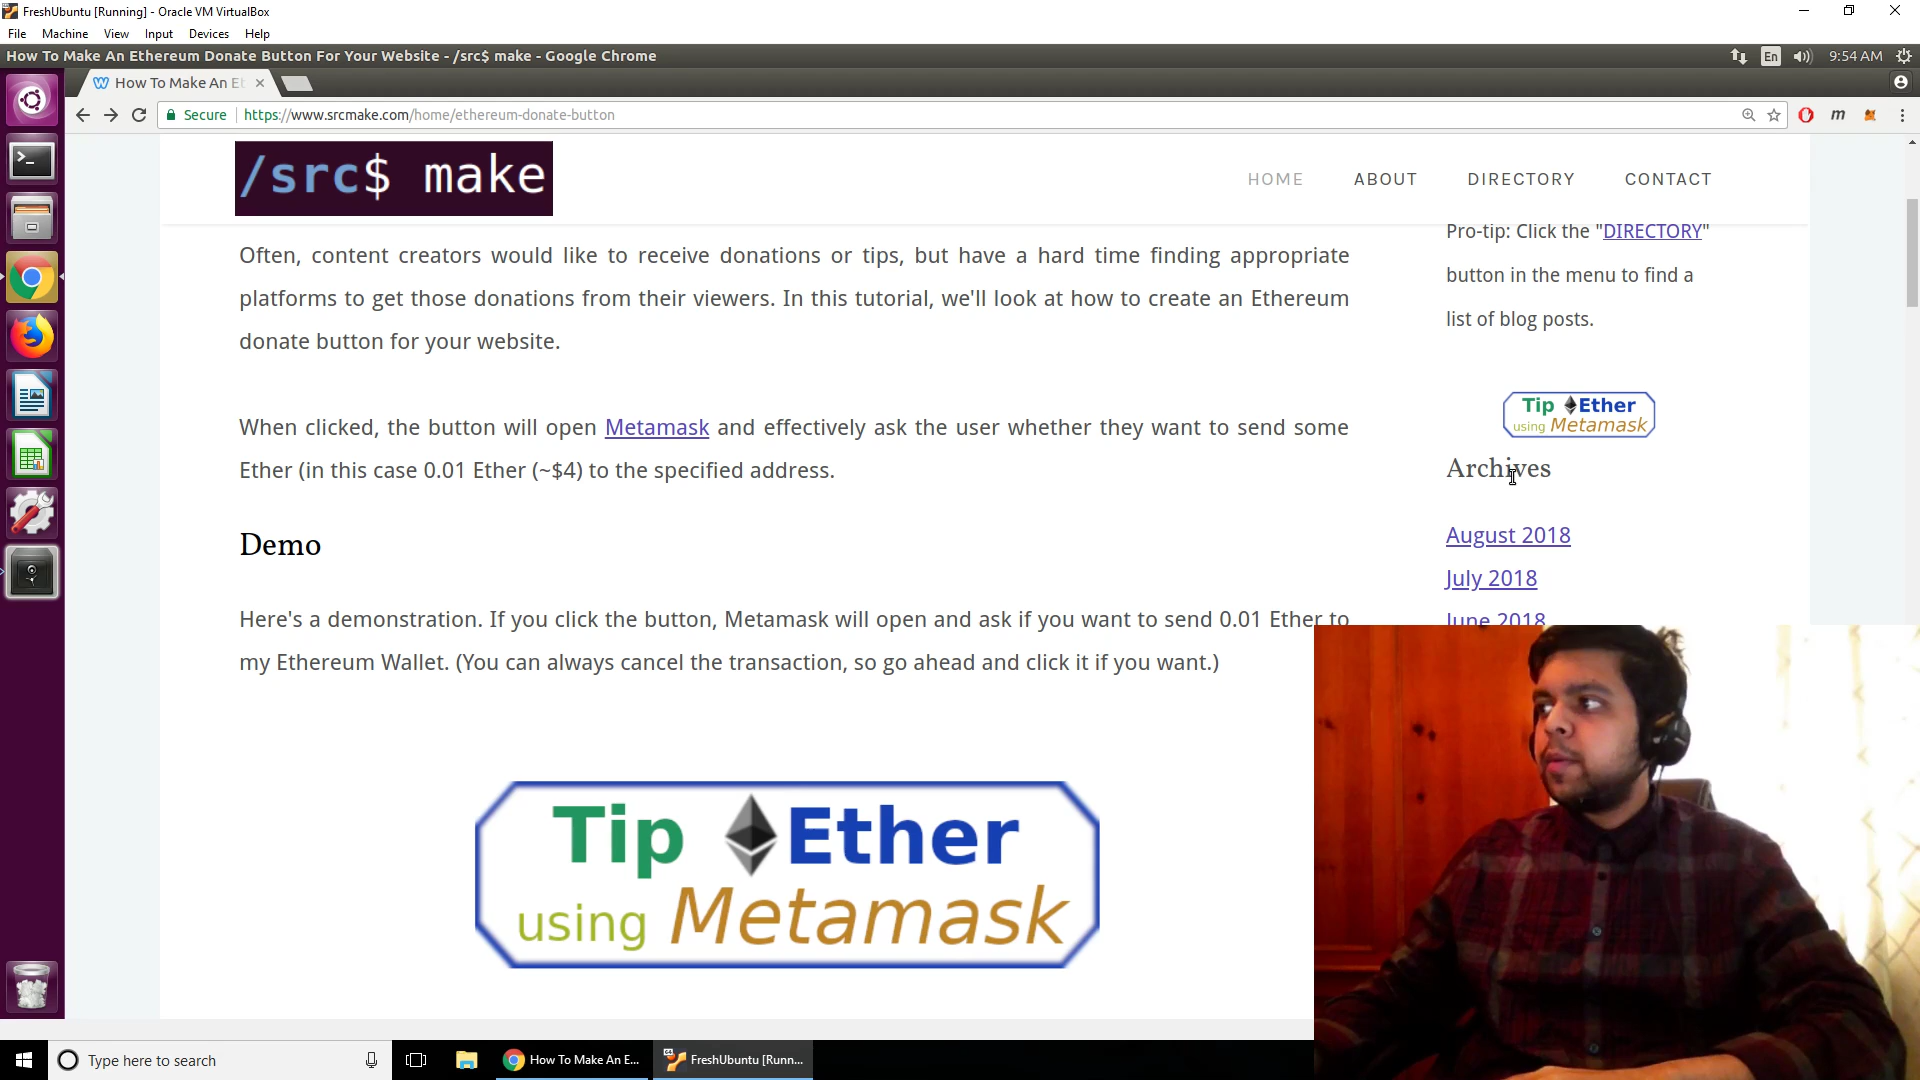 FreshUbuntu [Running] - Oracle VM VirtualBox
File Machine View Input Devices Help
How To Make An Ethereum Donate Button For Your Website - /src$ make - Google Chrome
En
9:54 AM
How To Make An Et
Secure
https://www.srcmake.com/home/ethereum-donate-button
m
/src$ make
HOME ABOUT DIRECTORY CONTACT
Often, content creators would like to receive donations or tips, but have a hard time finding appropriate
platforms to get those donations from their viewers. In this tutorial, we'll look at how to create an Ethereum
donate button for your website.
When clicked, the button will open Metamask and effectively ask the user whether they want to send some
Ether (in this case 0.01 Ether (~$4) to the specified address.
Demo
Here's a demonstration. If you click the button, Metamask will open and ask if you want to send 0.01 Ether to
my Ethereum Wallet. (You can always cancel the transaction, so go ahead and click it if you want.)
Tip Ether
using Metamask
Pro-tip: Click the "DIRECTORY"
button in the menu to find a
list of blog posts.
Tip Ether
using Metamask
Archives
August 2018
July 2018
June 2018
Type here to search
How To Make An E...
FreshUbuntu [Runn...